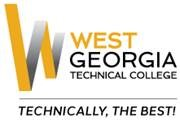 WEST
GEORGIA
TECHNICAL COLLEGE
TECHNICALLY, THE BEST!